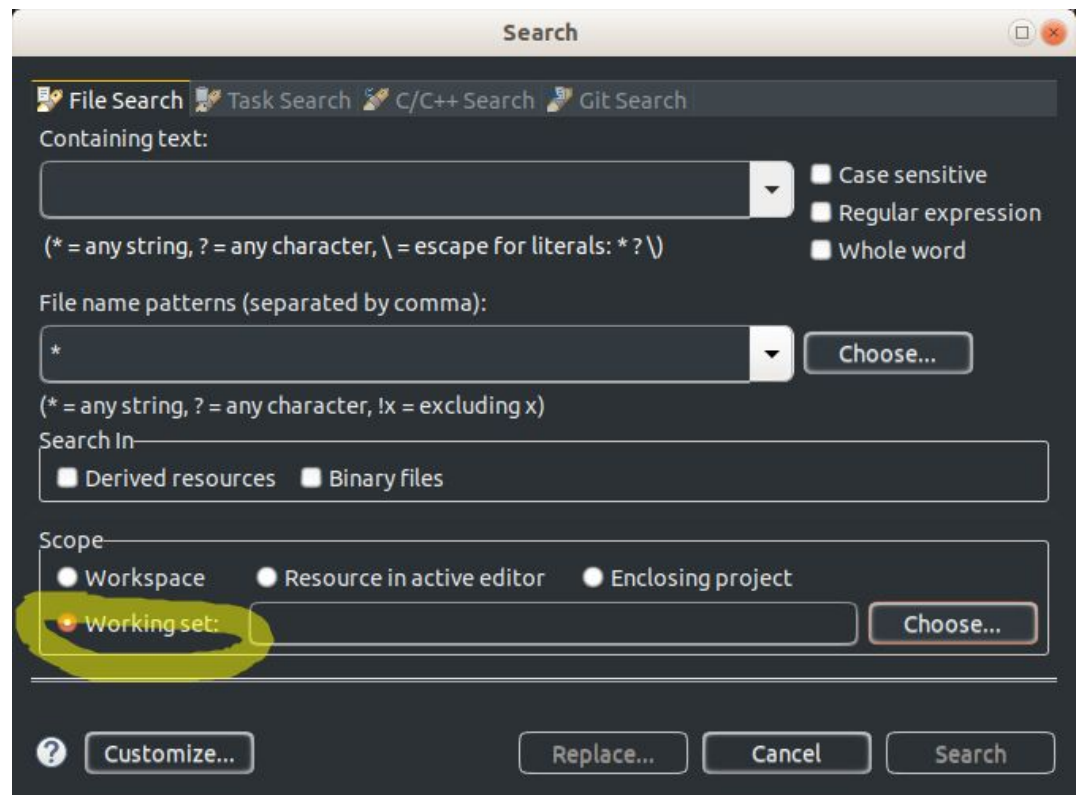 Search
File Search Task Search C/C++ Search Git Search
Containing text:
Case sensitive
Regular expression
(* = any string, ? = any character, \ = escape for literals: * ? \)
Whole word
File name patterns (separated by comma):
*
Choose...
(* = any string, ? = any character, !x = excluding x)
Search In
Derived resources Binary files
Scope
Workspace Resource in active editor Enclosing project
Working set: Choose...
? Customize... Replace... Cancel Search